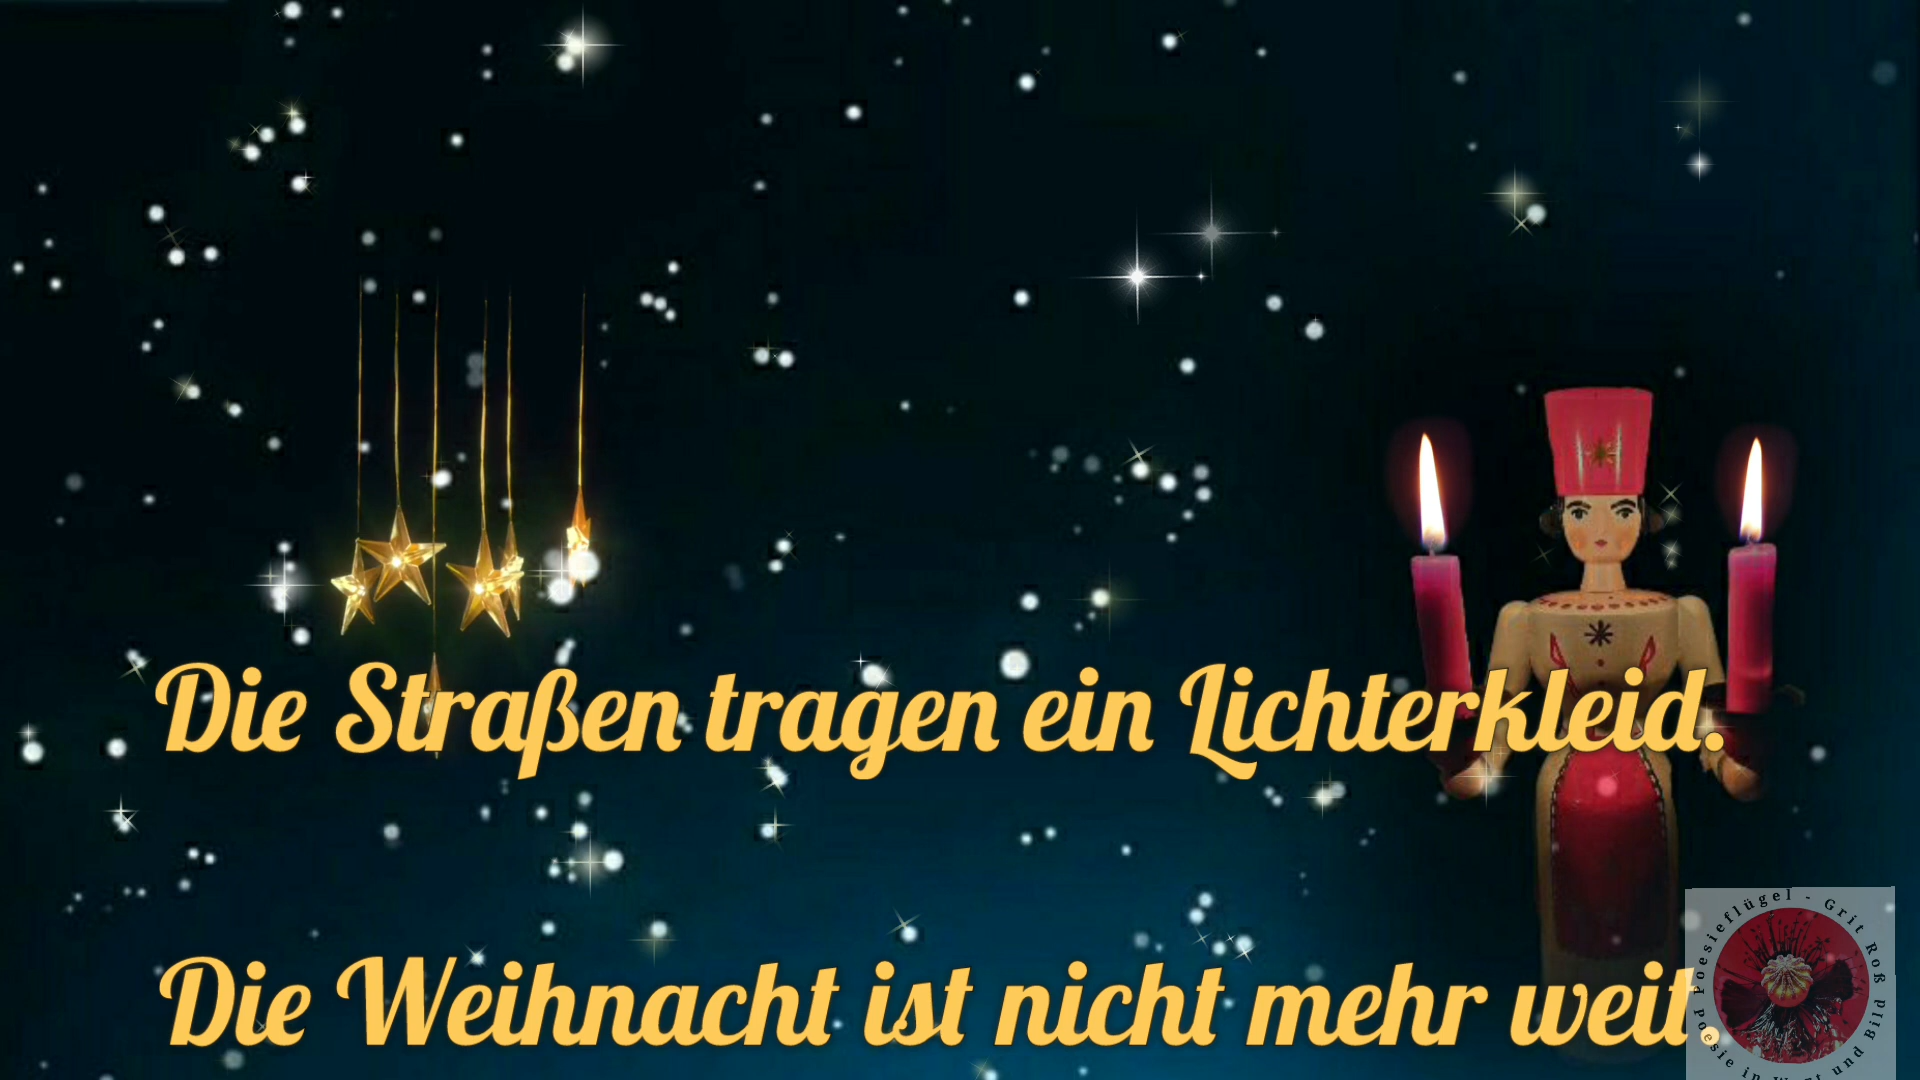 Die Straßen tragen ein Lichterkleid.
Die Weihnacht ist nicht mehr weit.
Poesieflügel - Grit Roß
Poesie in Wort und Bild